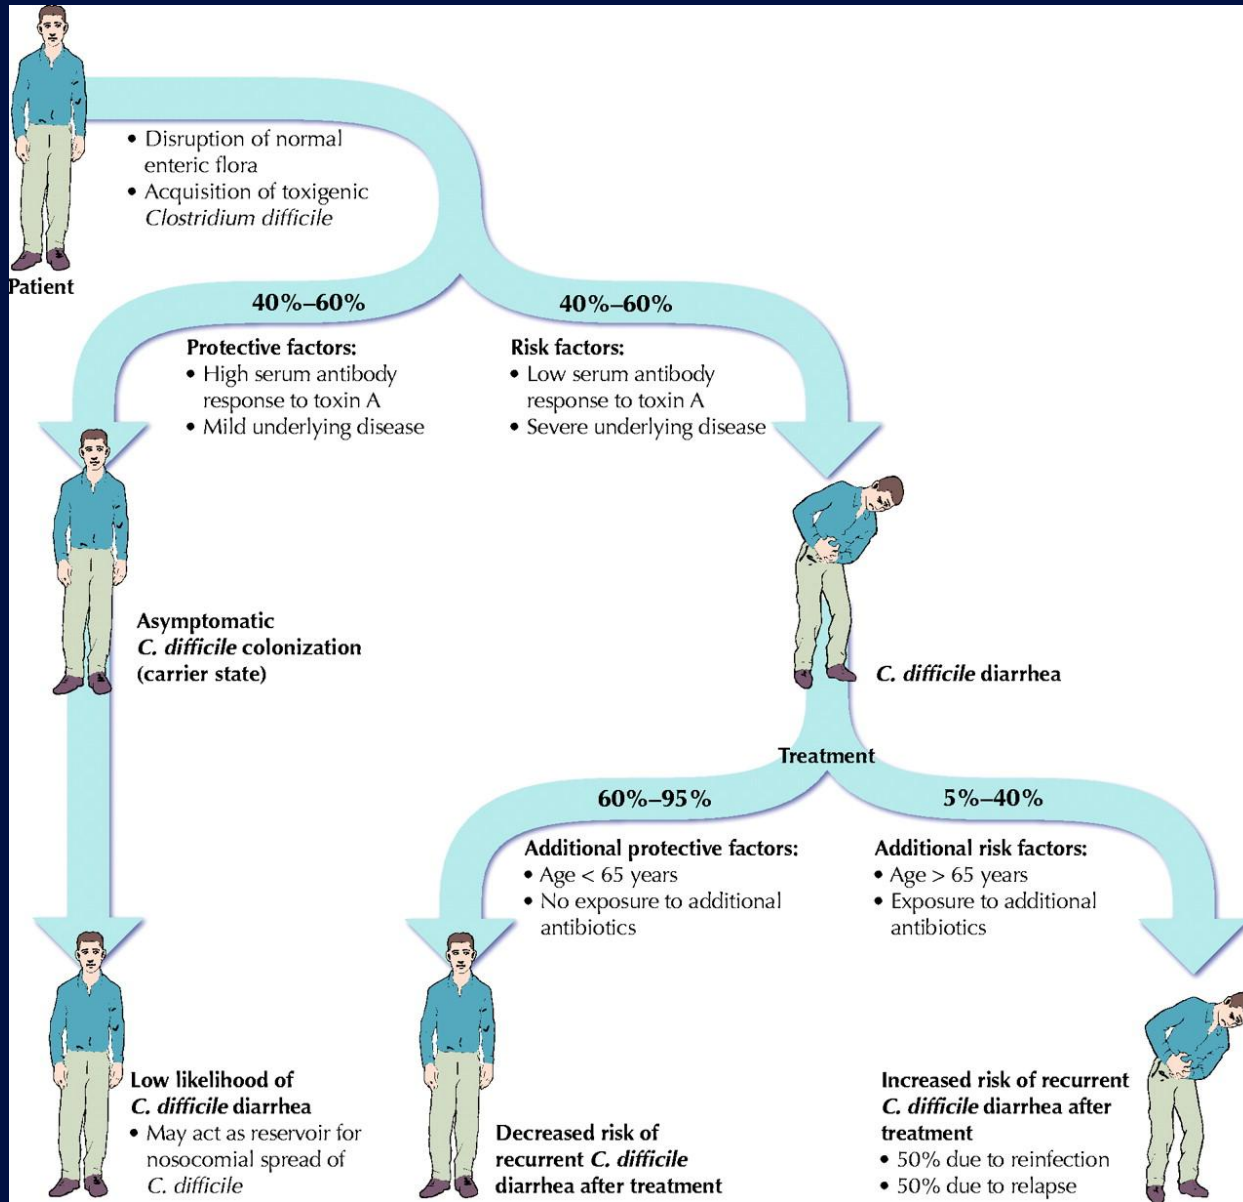 • Disruption of normal
enteric flora
• Acquisition of toxigenic
Clostridium difficile
Patient
40%–60%
Protective factors:
• High serum antibody
response to toxin A
• Mild underlying disease
40%–60%
Risk factors:
• Low serum antibody
response to toxin A
• Severe underlying disease
Asymptomatic
C. difficile colonization
(carrier state)
C. difficile diarrhea
Treatment
60%–95%
Additional protective factors:
• Age < 65 years
• No exposure to additional
antibiotics
5%–40%
Additional risk factors:
• Age > 65 years
• Exposure to additional
antibiotics
Low likelihood of
C. difficile diarrhea
• May act as reservoir for
nosocomial spread of
C. difficile
Decreased risk of
recurrent C. difficile
diarrhea after treatment
Increased risk of recurrent
C. difficile diarrhea after
treatment
• 50% due to reinfection
• 50% due to relapse